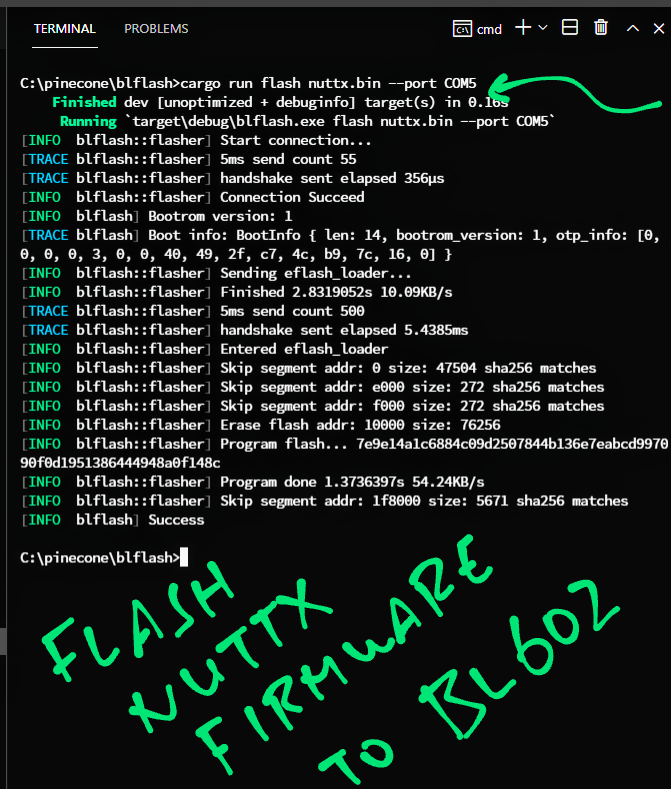 TERMINAL PROBLEMS cmd
C:\pinecone\blflash>cargo run flash nuttx.bin --port COM5
Finished dev [unoptimized + debuginfo] target(s) in 0.16s
Running `target\debug\blflash.exe flash nuttx.bin --port COM5`
[INFO  blflash::flasher] Start connection...
[TRACE blflash::flasher] 5ms send count 55
[TRACE blflash::flasher] handshake sent elapsed 356µs
[INFO  blflash::flasher] Connection Succeed
[INFO  blflash] Bootrom version: 1
[TRACE blflash] Boot info: BootInfo { len: 14, bootrom_version: 1, otp_info: [0,
0, 0, 0, 3, 0, 0, 40, 49, 2f, c7, 4c, b9, 7c, 16, 0] }
[INFO  blflash::flasher] Sending eflash_loader...
[INFO  blflash::flasher] Finished 2.8319052s 10.09KB/s
[TRACE blflash::flasher] 5ms send count 500
[TRACE blflash::flasher] handshake sent elapsed 5.4385ms
[INFO  blflash::flasher] Entered eflash_loader
[INFO  blflash::flasher] Skip segment addr: 0 size: 47504 sha256 matches
[INFO  blflash::flasher] Skip segment addr: e000 size: 272 sha256 matches
[INFO  blflash::flasher] Skip segment addr: f000 size: 272 sha256 matches
[INFO  blflash::flasher] Erase flash addr: 10000 size: 76256
[INFO  blflash::flasher] Program flash... 7e9e14a1c6884c09d2507844b136e7eabcd9970
90f0d1951386444948a0f148c
[INFO  blflash::flasher] Program done 1.3736397s 54.24KB/s
[INFO  blflash::flasher] Skip segment addr: 1f8000 size: 5671 sha256 matches
[INFO  blflash] Success
C:\pinecone\blflash>
FLASH
NUTTX
FIRMWARE
TO BL602